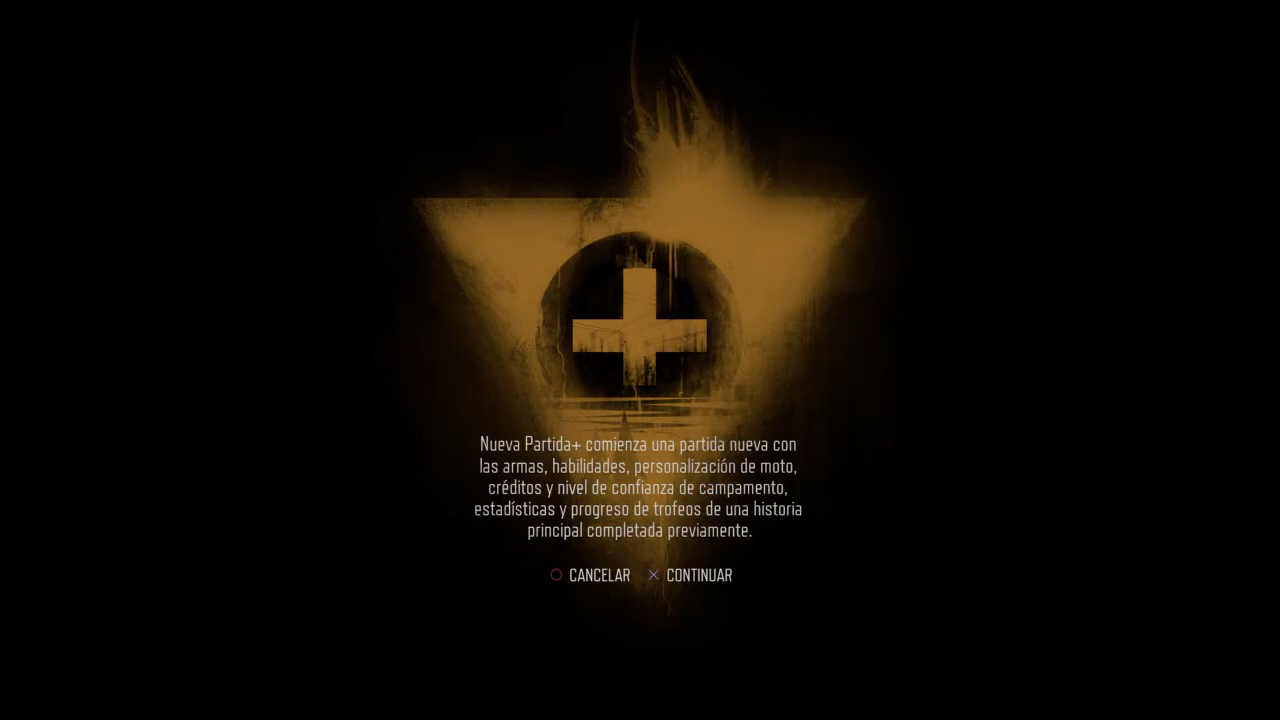 Nueva Partida+ comienza una partida nueva con
las armas, habilidades, personalización de moto,
créditos y nivel de confianza de campamento,
estadísticas y progreso de trofeos de una historia
principal completada previamente.
CANCELAR CONTINUAR